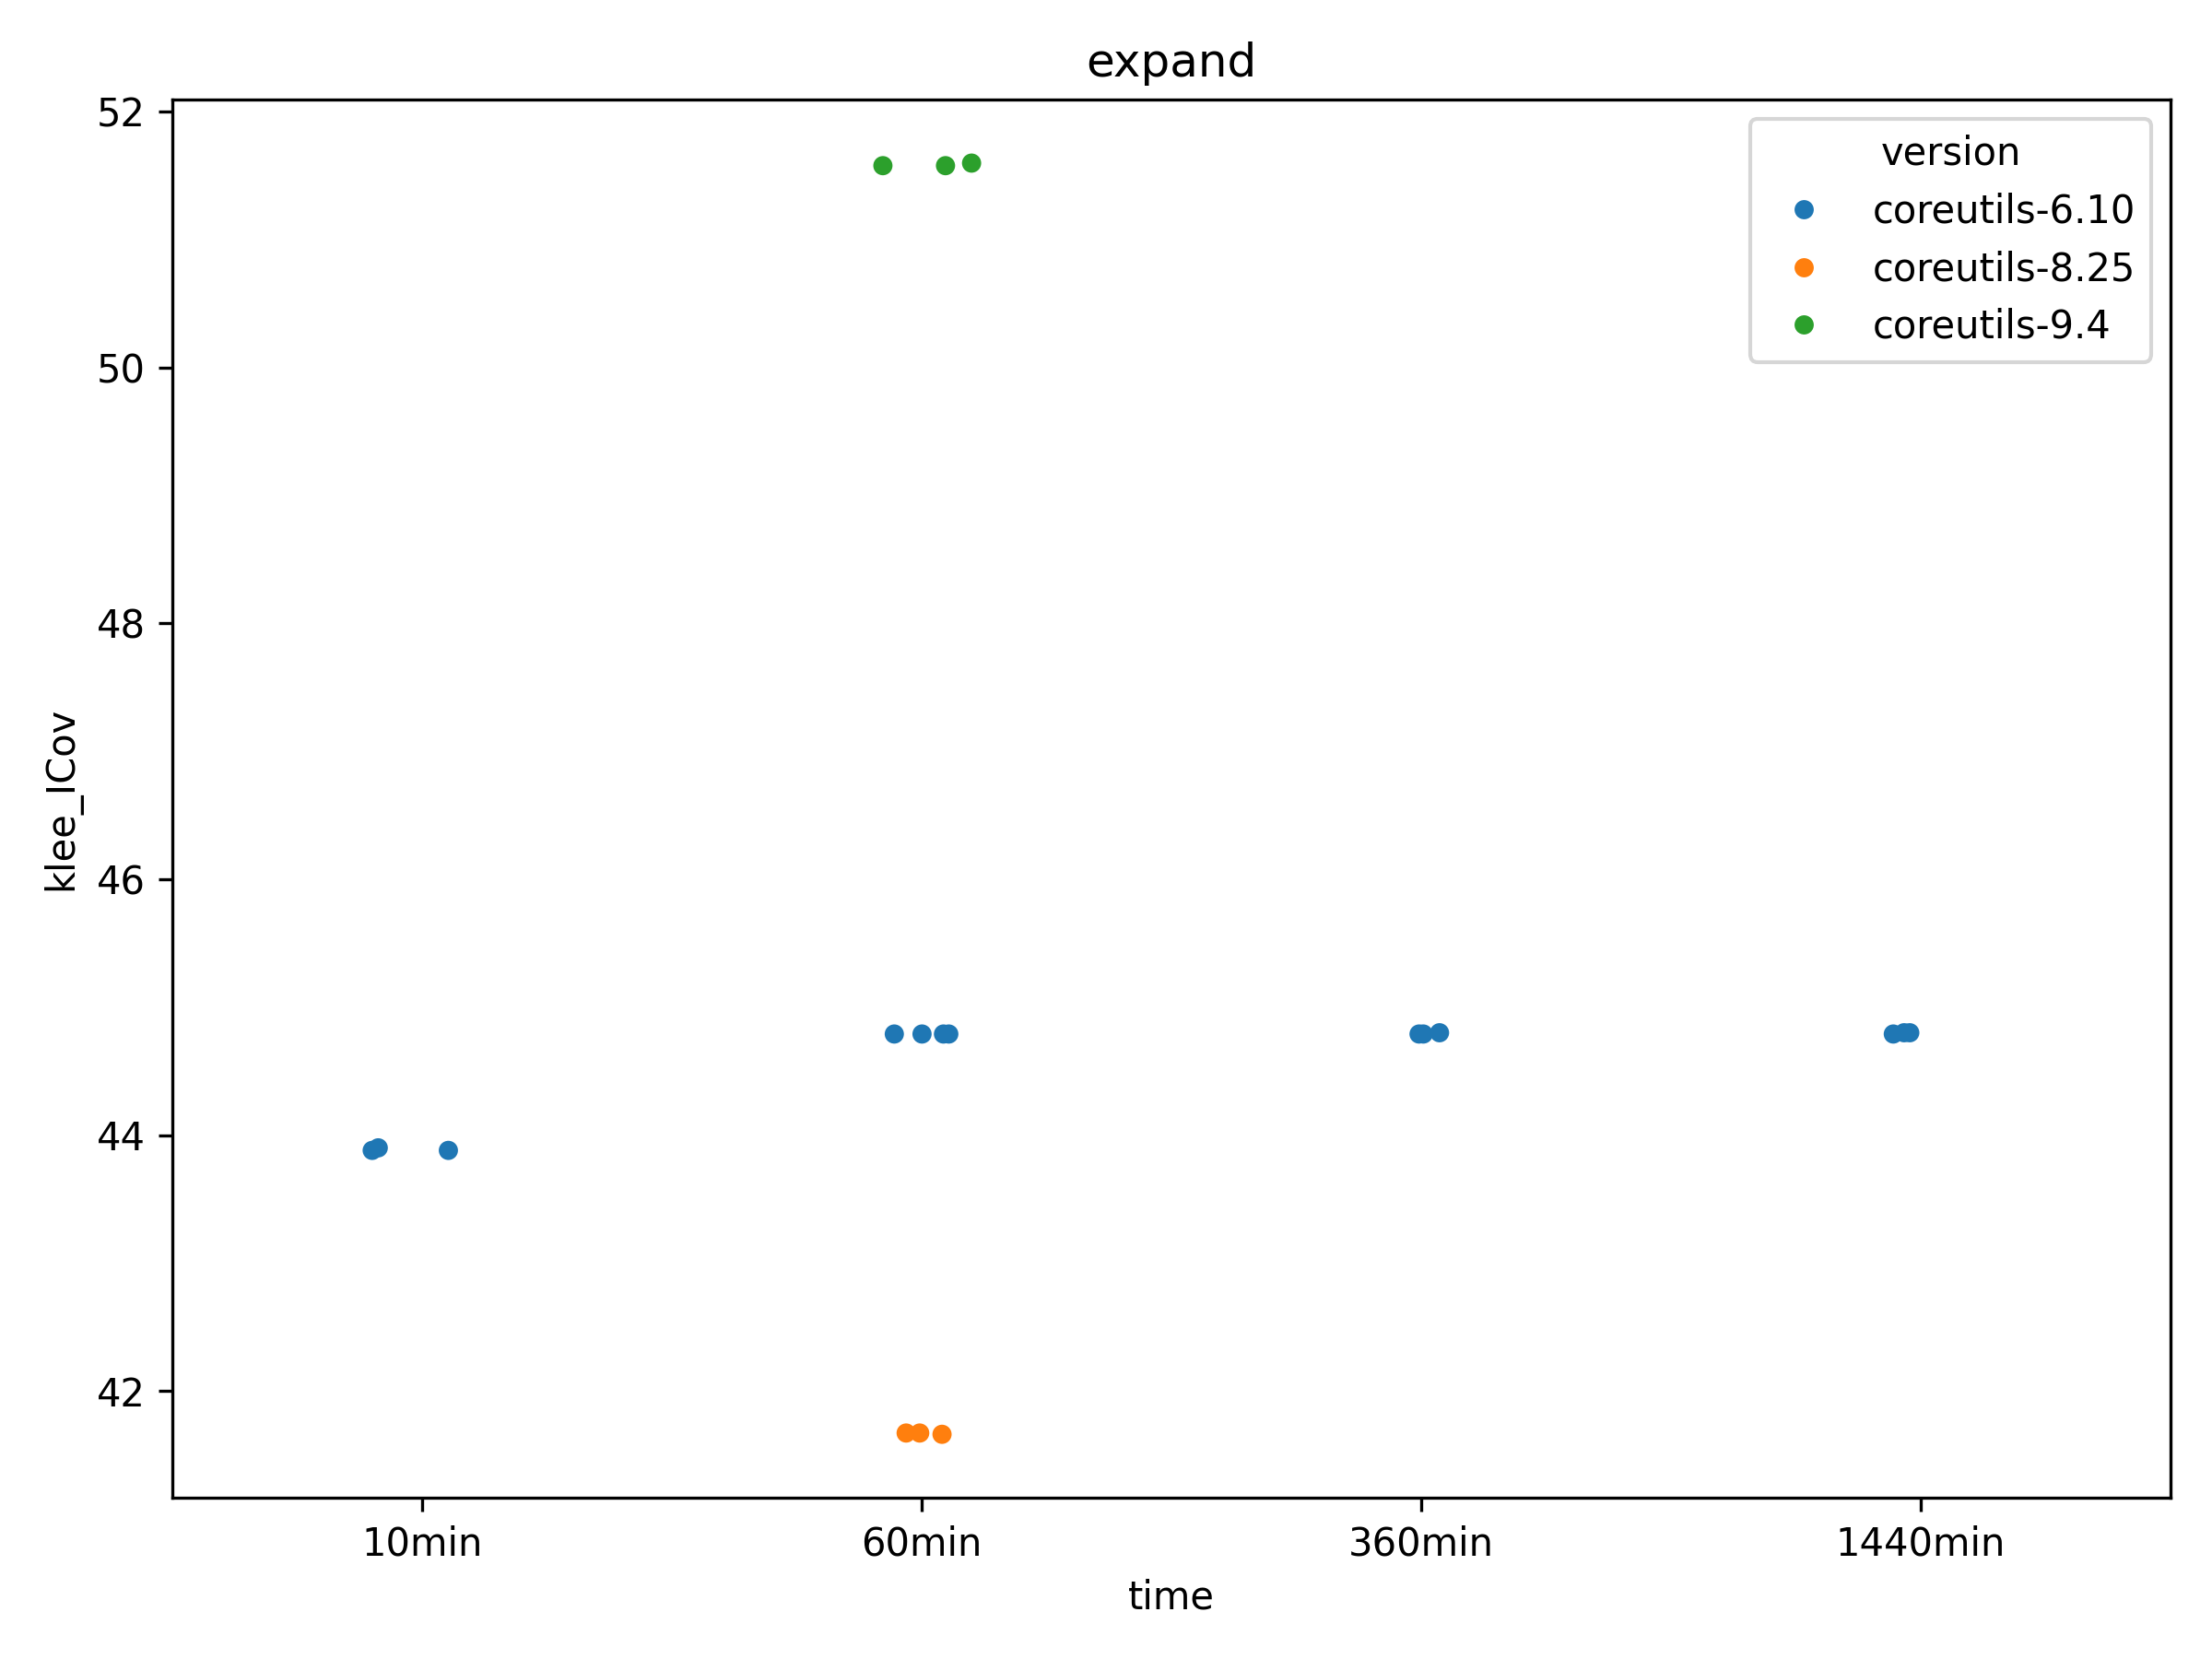 expand
52
50
48
46
44
42
klee_ICov
version
coreutils-6.10
coreutils-8.25
coreutils-9.4
10min
60min
360min
1440min
time